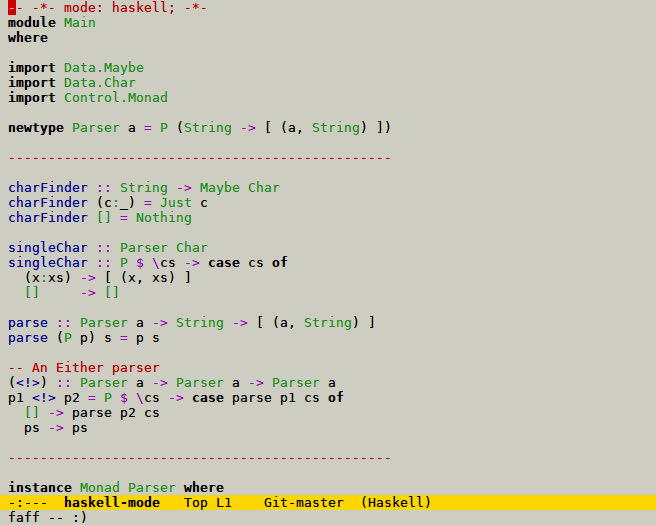 -- -*- mode: haskell; -*-
module Main
where
import Data.Maybe
import Data.Char
import Control.Monad
newtype Parser a = P (String -> [ (a, String) ])
------------------------------------------------
charFinder :: String -> Maybe Char
charFinder (c:_) = Just c
charFinder [] = Nothing
singleChar :: Parser Char
singleChar :: P $ \cs -> case cs of
  (x:xs) -> [ (x, xs) ]
  []     -> []
parse :: Parser a -> String -> [ (a, String) ]
parse (P p) s = p s
-- An Either parser
(<!>) :: Parser a -> Parser a -> Parser a
p1 <!> p2 = P $ \cs -> case parse p1 cs of
  [] -> parse p2 cs
  ps -> ps
------------------------------------------------
instance Monad Parser where
-:---  haskell-mode   Top L1    Git-master  (Haskell)
faff -- :)